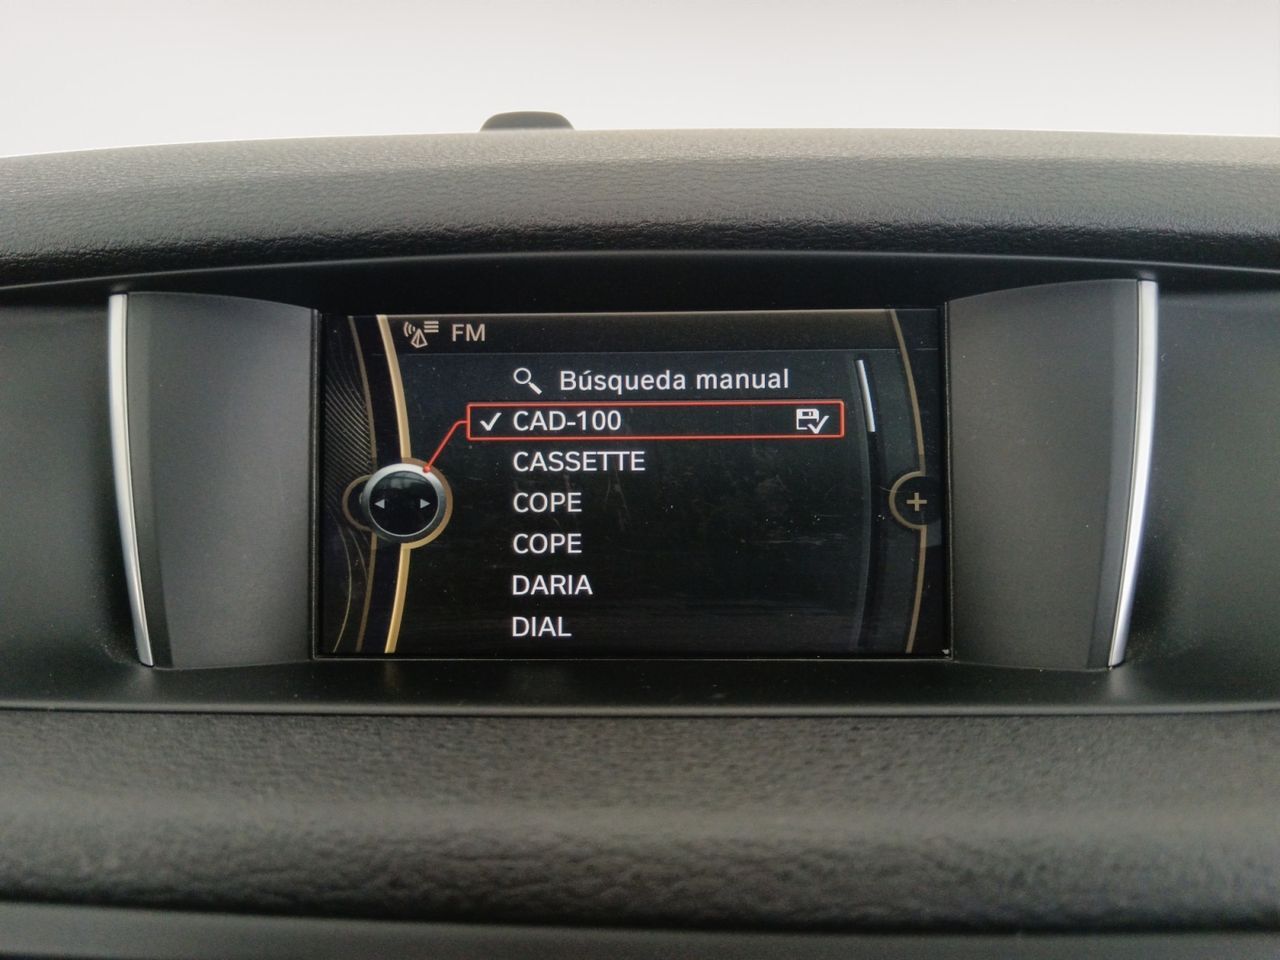 FM
Búsqueda manual
CAD-100
CASSETTE
COPE
COPE
DARIA
DIAL